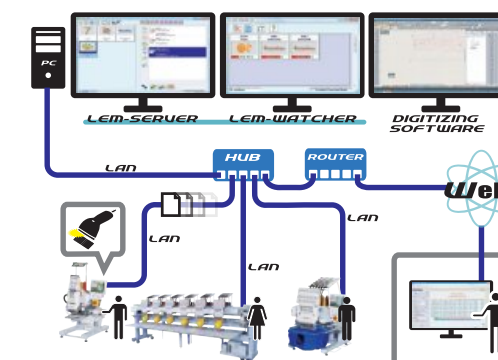 PC
LEM-SERVER
LEM-WATCHER
DIGITIZING
SOFTWARE
LAN
HUB
ROUTER
LAN
LAN
LAN